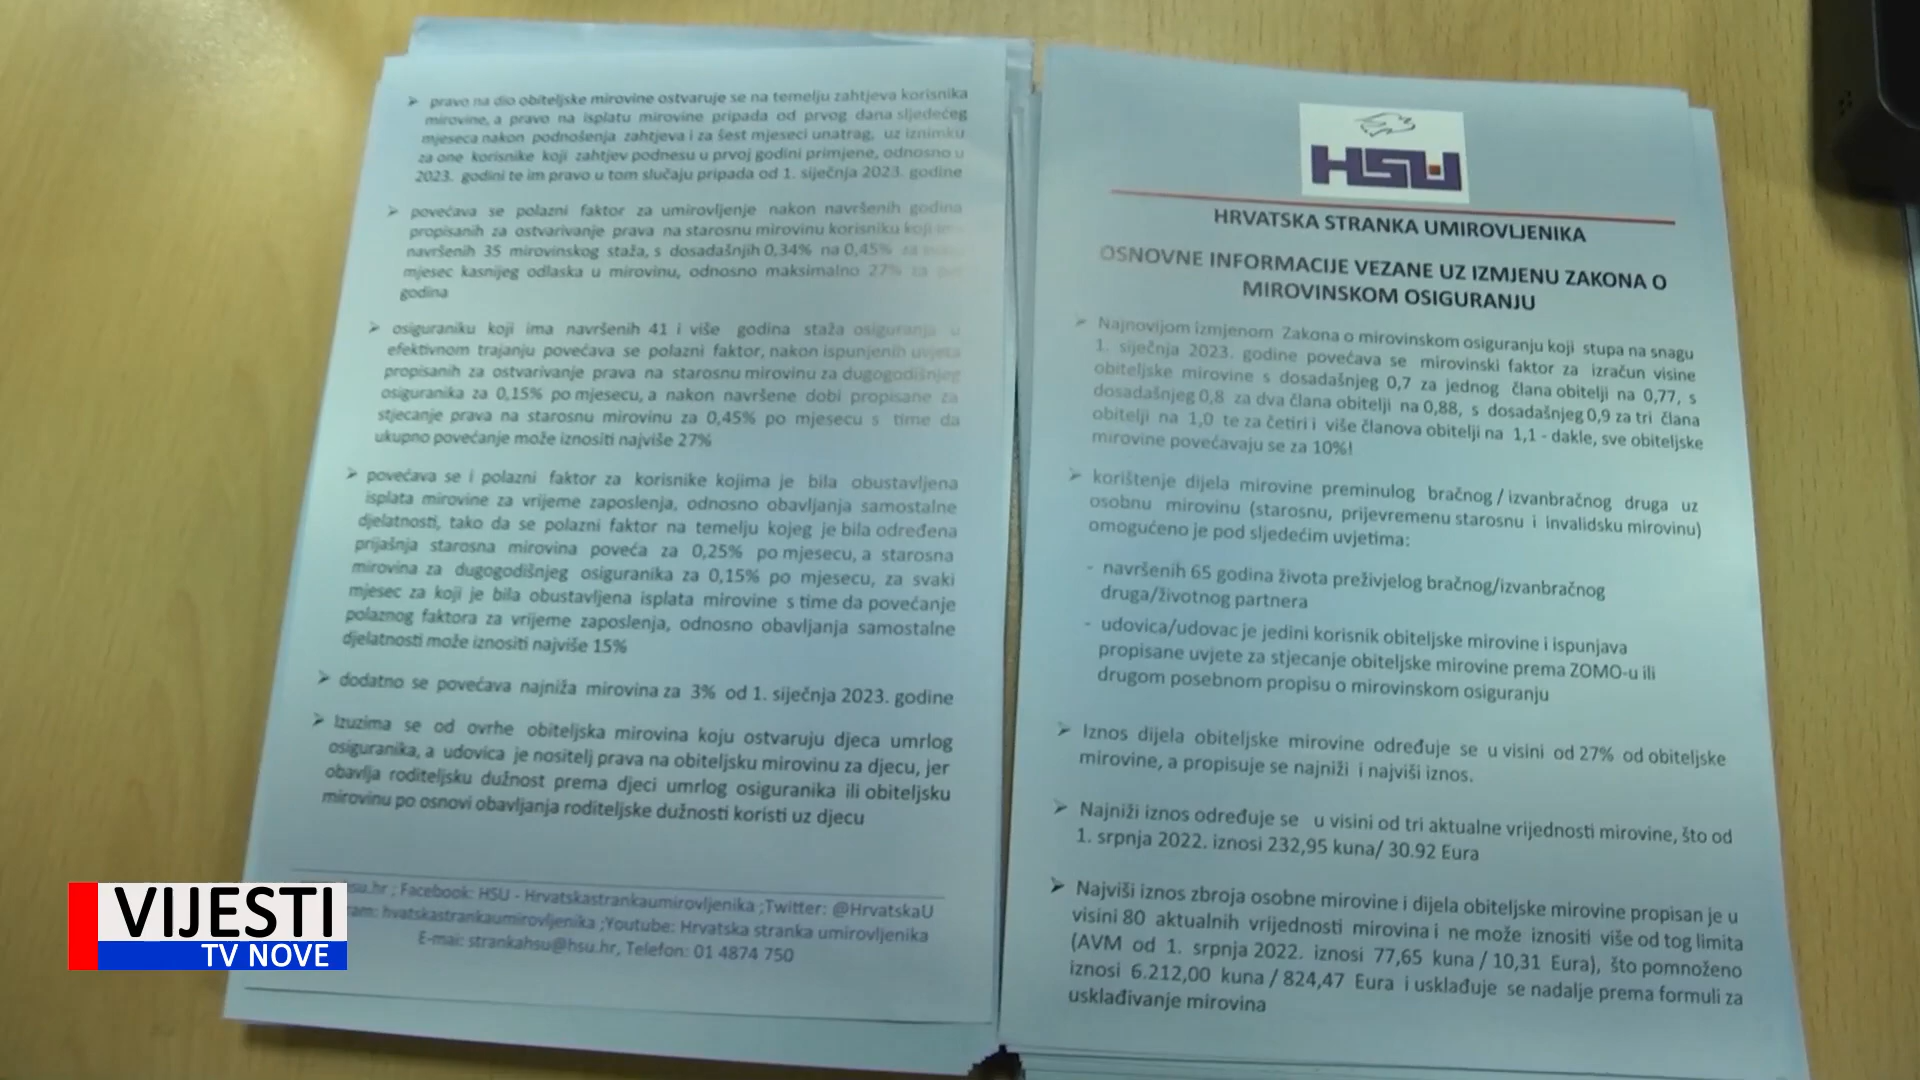 pravo na dio obiteljske mirovine ostvaruje se na temelju zahtjeva korisnika
mirovine, a pravo na isplatu mirovine pripada od prvog dana sljedećeg
mjeseca nakon podnošenja zahtjeva i za šest mjeseci unatrag, uz iznimku
za one korisnike koji zahtjev podnesu u prvoj godini primjene, odnosno u
2023. godini te im pravo u tom slučaju pripada od 1. siječnja 2023. godine
povećava se polazni faktor za umirovljenje nakon navršenih godina
propisanih za ostvarivanje prava na starosnu mirovinu korisniku koji
navršenih 35 mirovinskog staža, s dosadašnjih 0,34% na 0,45% za
mjesec kasnijeg odlaska u mirovinu, odnosno maksimalno 27% za
godina
osiguraniku koji ima navršenih 41 i više godina staža osiguranja u
efektivnom trajanju povećava se polazni faktor, nakon ispunjenih uvjeta
propisanih za ostvarivanje prava na starosnu mirovinu za dugogodišnjeg
osiguranika za 0,15% po mjesecu, a nakon navršene dobi propisane za
stjecanje prava na starosnu mirovinu za 0,45% po mjesecu s time da
ukupno povećanje može iznositi najviše 27%
povećava se i polazni faktor za korisnike kojima je bila obustavljena
isplata mirovine za vrijeme zaposlenja, odnosno obavljanja samostalne
djelatnosti, tako da se polazni faktor na temelju kojeg je bila određena
prijašnja starosna mirovina poveća za 0,25% po mjesecu, a starosna
mirovina za dugogodišnjeg osiguranika za 0,15% po mjesecu, za svaki
mjesec za koji je bila obustavljena isplata mirovine s time da povećanje
polaznog faktora za vrijeme zaposlenja, odnosno obavljanja samostalne
djelatnosti može iznositi najviše 15%
dodatno se povećava najniža mirovina za 3% od 1. siječnja 2023. godine
Izuzima se od ovrhe obiteljska mirovina koju ostvaruju djeca umrlog
osiguranika, a udovica je nositelj prava na obiteljsku mirovinu za djecu, jer
obavlja roditeljsku dužnost prema djeci umrlog osiguranika ili obiteljsku
mirovinu po osnovi obavljanja roditeljske dužnosti koristi uz djecu
hsu.hr ; Facebook: HSU - Hrvatskastrankaumirovljenika ;Twitter: @HrvatskaU
ram: hvatskastrankaumirovljenika ;Youtube: Hrvatska stranka umirovljenika
E-mai: strankahsu@hsu.hr, Telefon: 01 4874 750
HSU
HRVATSKA STRANKA UMIROVLJENIKA
OSNOVNE INFORMACIJE VEZANE UZ IZMJENU ZAKONA O
MIROVINSKOM OSIGURANJU
Najnovijom izmjenom Zakona o mirovinskom osiguranju koji stupa na snagu
1. siječnja 2023. godine povećava se mirovinski faktor za izračun visine
obiteljske mirovine s dosadašnjeg 0,7 za jednog člana obitelji na 0,77, s
dosadašnjeg 0,8 za dva člana obitelji na 0,88, s dosadašnjeg 0,9 za tri člana
obitelji na 1,0 te za četiri i više članova obitelji na 1,1 - dakle, sve obiteljske
mirovine povećavaju se za 10%!
korištenje dijela mirovine preminulog bračnog / izvanbračnog druga uz
osobnu mirovinu (starosnu, prijevremenu starosnu i invalidsku mirovinu)
omogućeno je pod sljedećim uvjetima:
- navršenih 65 godina života preživjelog bračnog/izvanbračnog
druga/životnog partnera
- udovica/udovac je jedini korisnik obiteljske mirovine i ispunjava
propisane uvjete za stjecanje obiteljske mirovine prema ZOMO-u ili
drugom posebnom propisu o mirovinskom osiguranju
Iznos dijela obiteljske mirovine određuje se u visini od 27% od obiteljske
mirovine, a propisuje se najniži i najviši iznos.
Najniži iznos određuje se u visini od tri aktualne vrijednosti mirovine, što od
1. srpnja 2022. iznosi 232,95 kuna/ 30.92 Eura
Najviši iznos zbroja osobne mirovine i dijela obiteljske mirovine propisan je u
visini 80 aktualnih vrijednosti mirovina i ne može iznositi više od tog limita
(AVM od 1. srpnja 2022. iznosi 77,65 kuna / 10,31 Eura), što pomnoženo
iznosi 6.212,00 kuna / 824,47 Eura i usklađuje se nadalje prema formuli za
usklađivanje mirovina
VIJESTI
TV NOVE